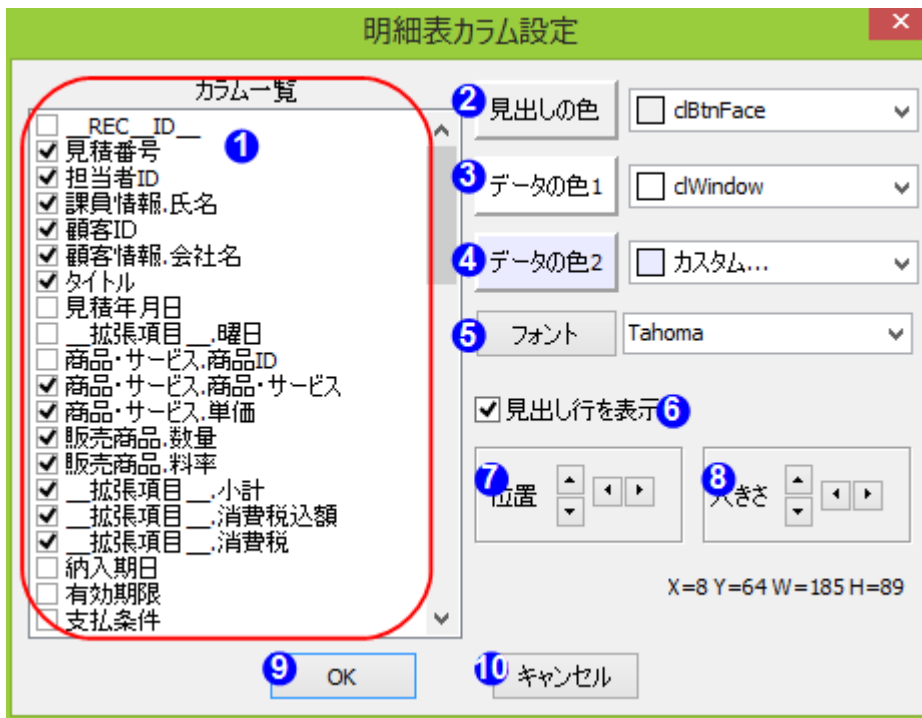 明細表カラム設定
カラム一覧
__REC__ID__
1
見積番号
担当者ID
課員情報.氏名
顧客ID
顧客情報.会社名
タイトル
見積年月日
__拡張項目__.曜日
商品・サービス.商品ID
商品・サービス.商品・サービス
商品・サービス.単価
販売商品.数量
販売商品.料率
__拡張項目__.小計
__拡張項目__.消費税込額
__拡張項目__.消費税
納入期日
有効期限
支払条件
2 見出しの色 clBtnFace
3 データの色1 clWindow
4 データの色2 カスタム...
5 フォント Tahoma
見出し行を表示 6
7 位置
8 大きさ
X=8 Y=64 W=185 H=89
9 OK
10 キャンセル